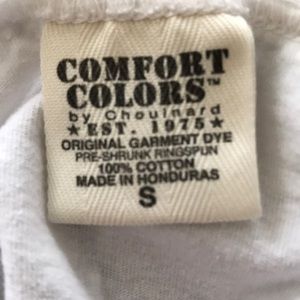 COMFORT
COLORS™
by Chouinard
★EST. 1975★
ORIGINAL GARMENT DYE
PRE-SHRUNK RINGSPUN
100% COTTON
MADE IN HONDURAS
S